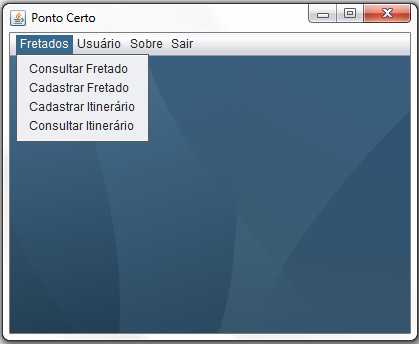 Ponto Certo
Fretados Usuário Sobre Sair
Consultar Fretado
Cadastrar Fretado
Cadastrar Itinerário
Consultar Itinerário